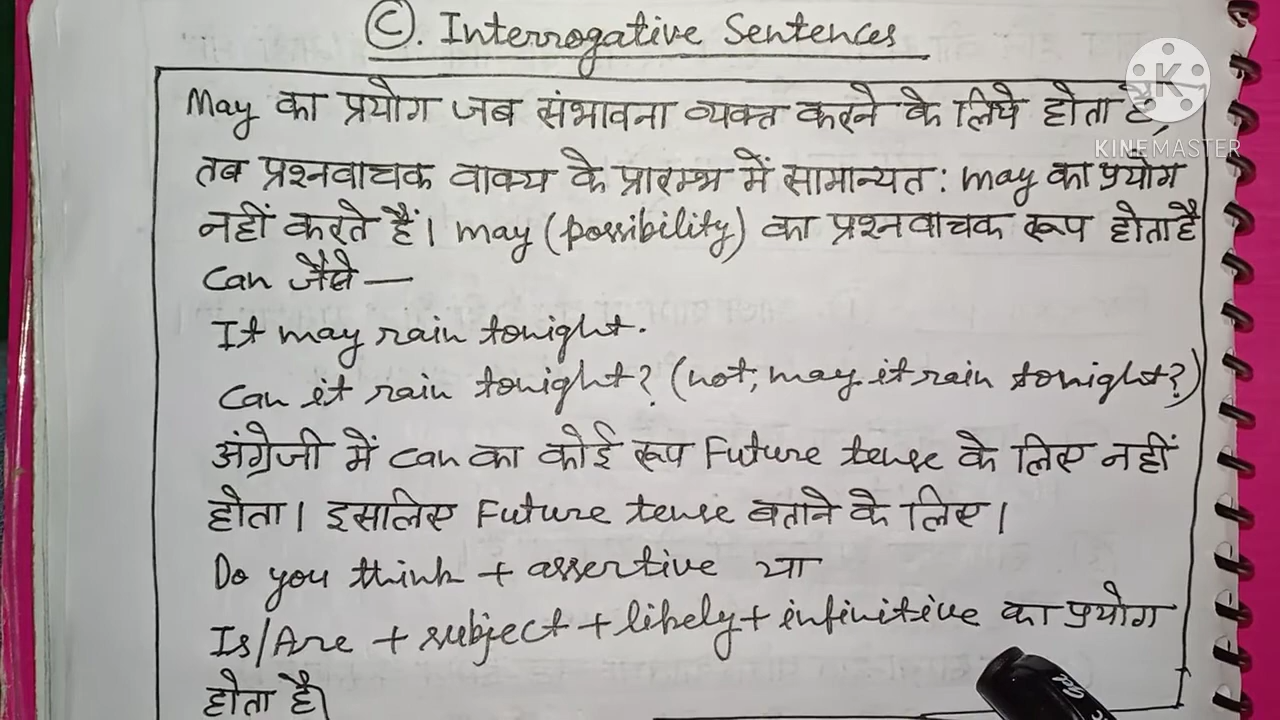 (C). Interrogative Sentences
May का प्रयोग जब संभावना व्यक्त करने के लिये होता है,
तब प्रश्नवाचक वाक्य के प्रारम्भ में सामान्यत: may का प्रयोग
नहीं करते हैं। may (possibility) का प्रश्नवाचक रूप होता है
can जैसे —
It may rain tonight.
Can it rain tonight? (not, may it rain tonight?)
अंग्रेजी में can का कोई रूप Future tense के लिए नहीं
होता। इसलिए Future tense बताने के लिए।
Do you think + assertive या
Is/Are + subject + likely + infinitive का प्रयोग
होता है।
K
KINEMASTER